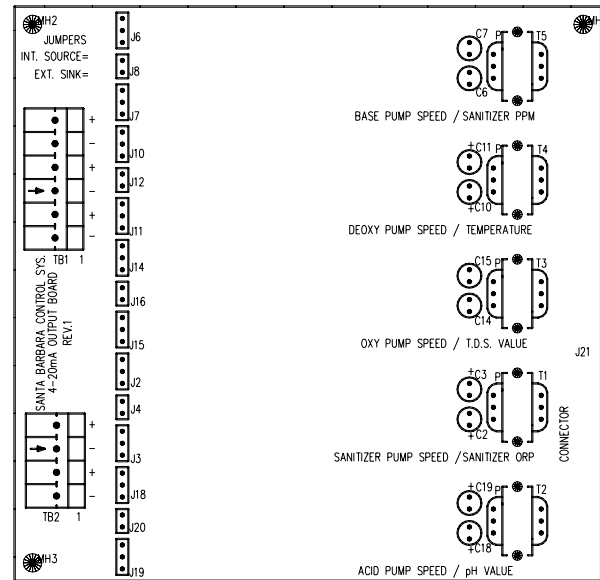 MH2
MH1
JUMPERS
INT. SOURCE=
EXT. SINK=
J6
J8
J7
J10
J12
J11
J14
J16
J15
J2
J4
J3
J18
J20
J19
+
−
+
−
+
−
TB1 1
SANTA BARBARA CONTROL SYS.
4-20mA OUTPUT BOARD
REV.1
+
−
+
−
TB2 1
MH3
C7 P T5
C6
BASE PUMP SPEED / SANITIZER PPM
+C11 P T4
+C10
DEOXY PUMP SPEED / TEMPERATURE
C15 P T3
C14
OXY PUMP SPEED / T.D.S. VALUE
J21
CONNECTOR
+C3 P T1
+C2
SANITIZER PUMP SPEED / SANITIZER ORP
+C19 P T2
+C18
ACID PUMP SPEED / pH VALUE